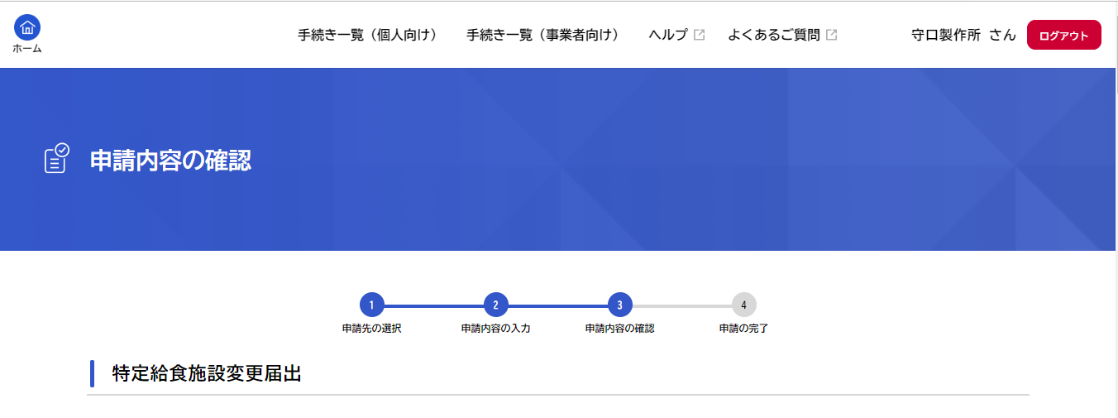 ホーム
手続き一覧（個人向け） 手続き一覧（事業者向け） ヘルプ よくあるご質問 守口製作所 さん ログアウト
申請内容の確認
1 2 3 4
申請先の選択 申請内容の入力 申請内容の確認 申請の完了
特定給食施設変更届出